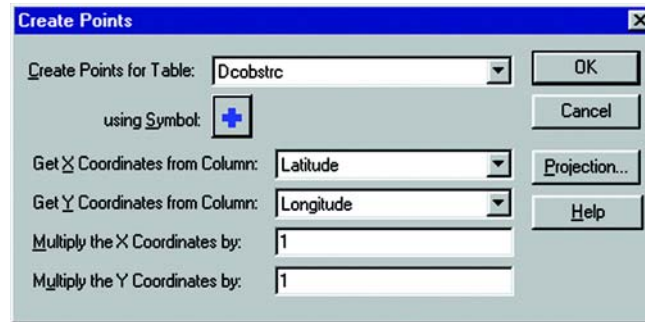 Create Points
Create Points for Table: Dcobstrc OK
using Symbol: Cancel
Get X Coordinates from Column: Latitude Projection...
Get Y Coordinates from Column: Longitude Help
Multiply the X Coordinates by: 1
Multiply the Y Coordinates by: 1